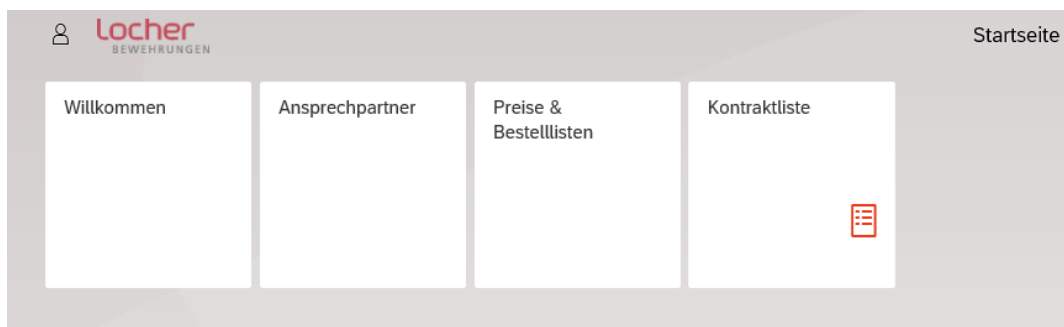 Locher
BEWEHRUNGEN
Startseite
Willkommen
Ansprechpartner
Preise &
Bestelllisten
Kontraktliste